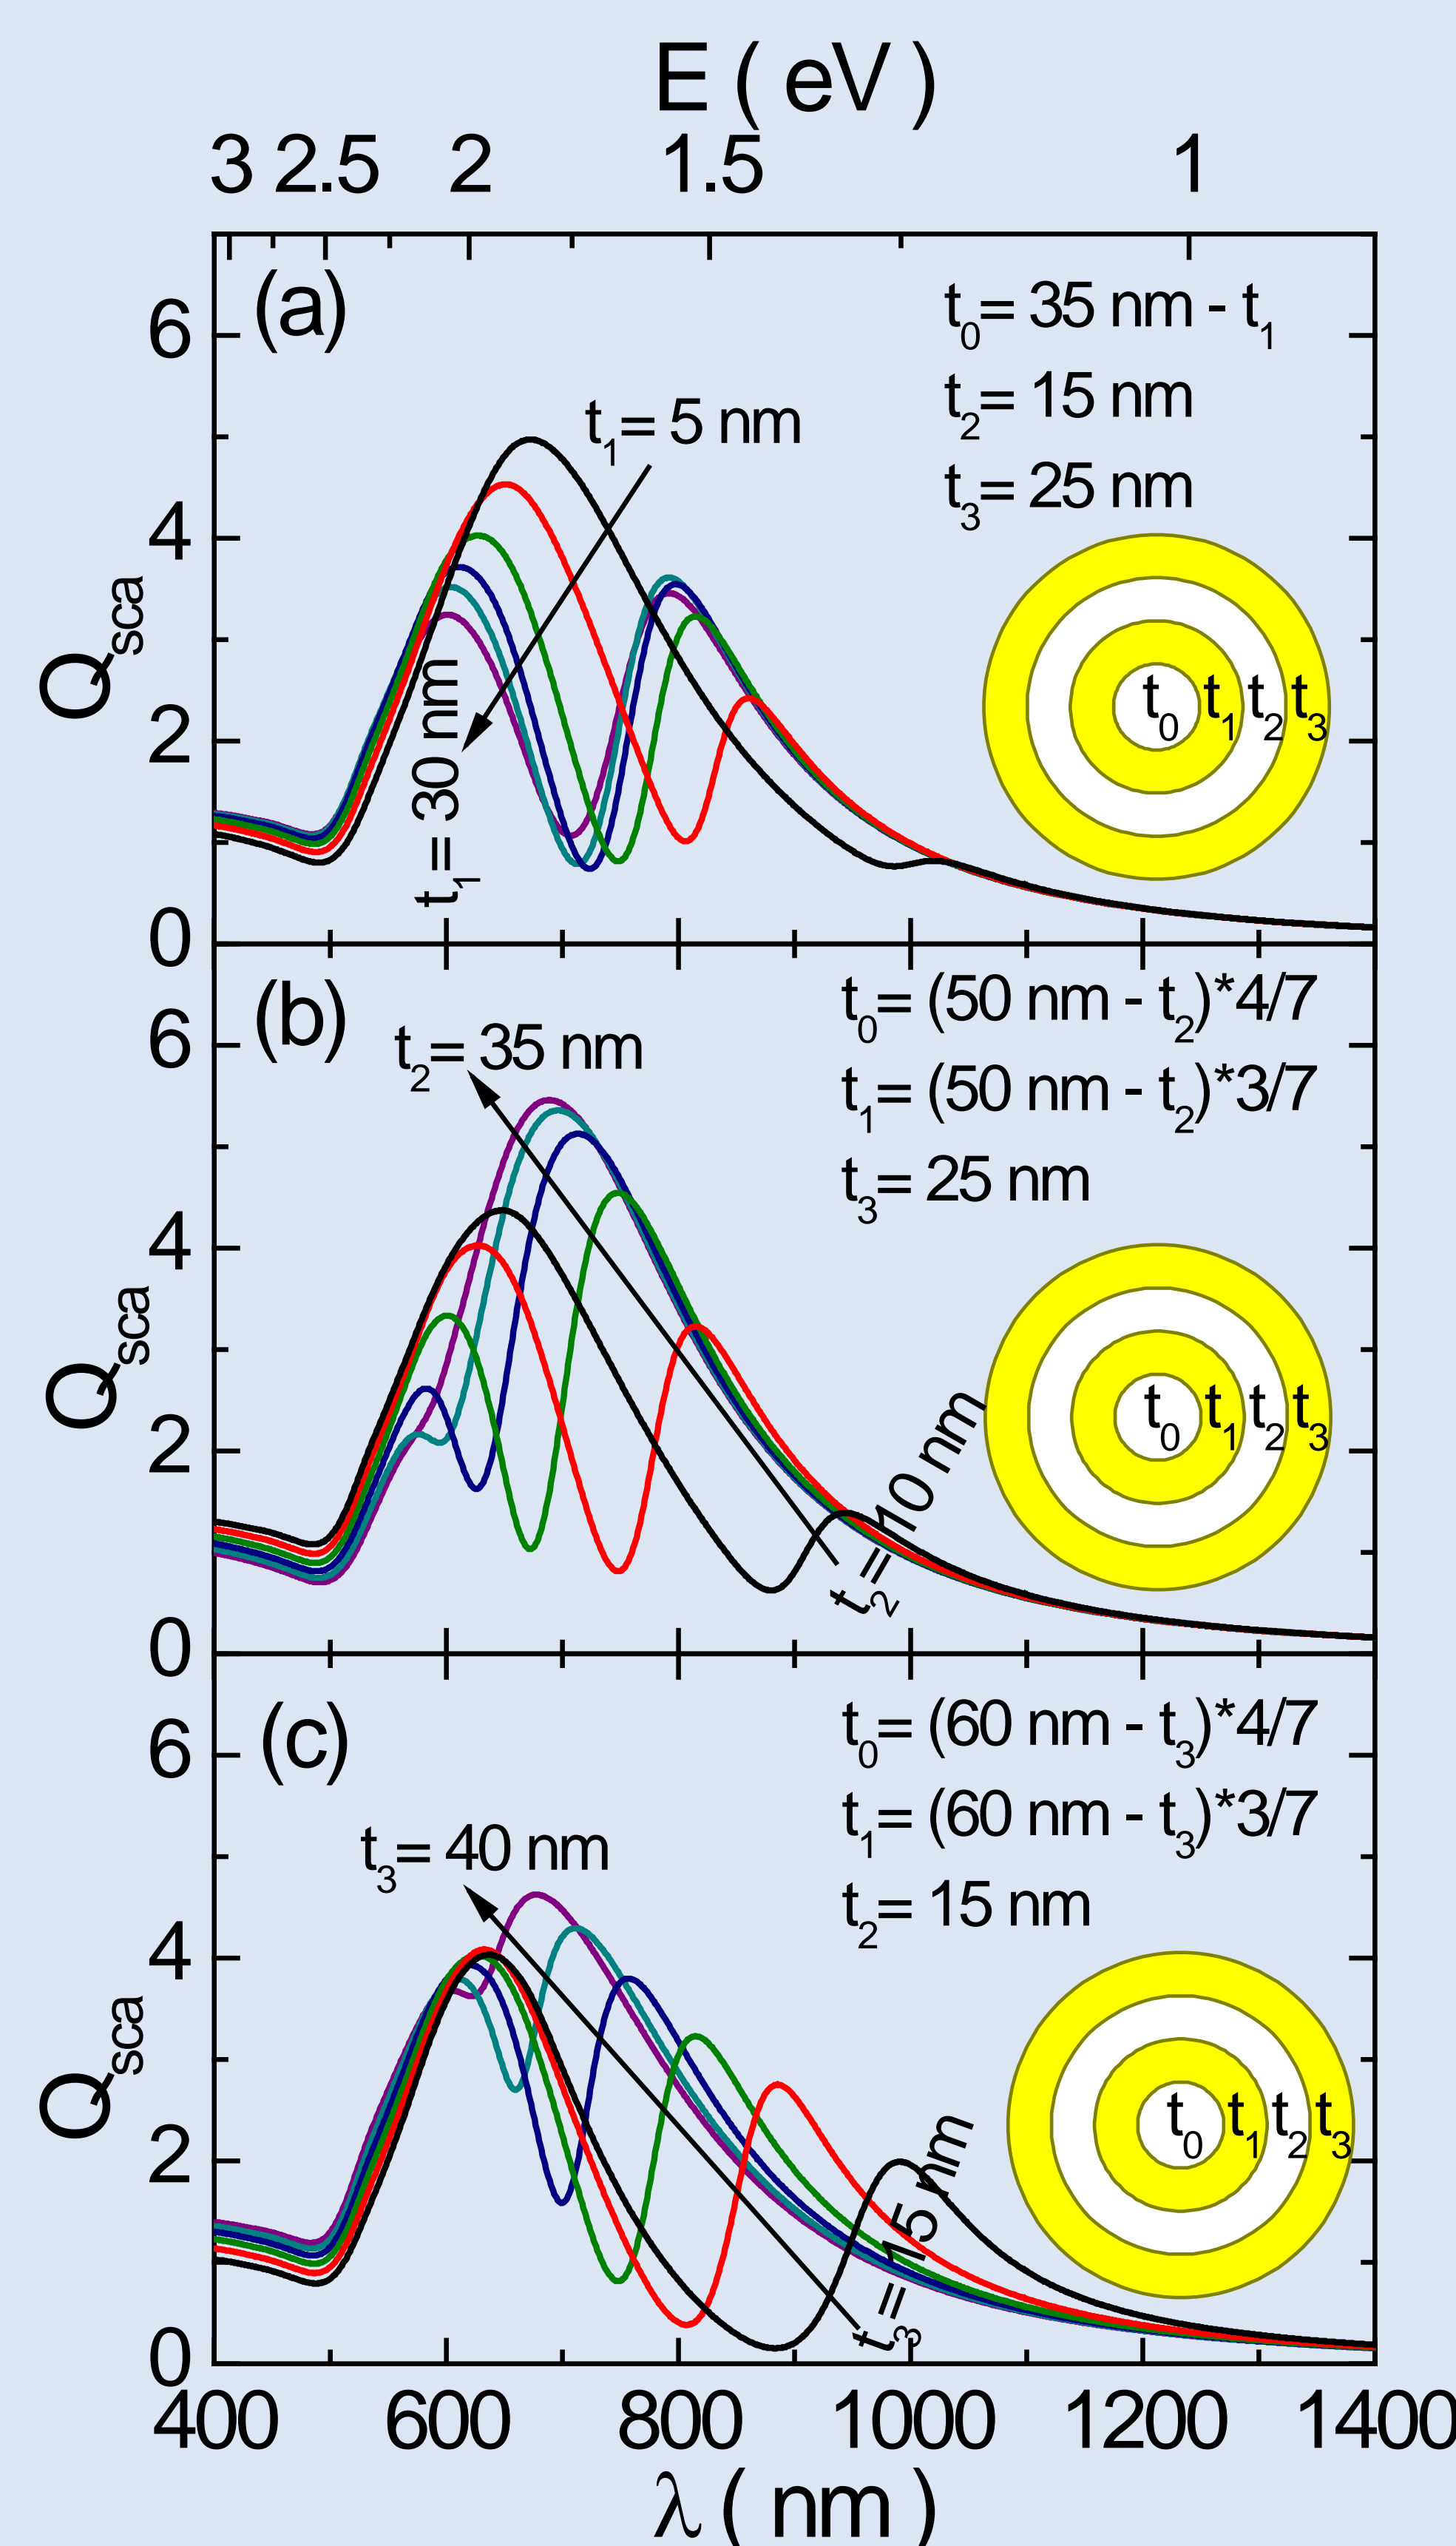 E ( eV )
3 2.5 2 1.5 1
(a)
t₀= 35 nm - t₁
t₂= 15 nm
t₃= 25 nm
t₁= 5 nm
t₁= 30 nm
t₀ t₁ t₂ t₃
Qsca
6
4
2
0
(b)
t₀= (50 nm - t₂)*4/7
t₁= (50 nm - t₂)*3/7
t₃= 25 nm
t₂= 35 nm
t₂= 10 nm
t₀ t₁ t₂ t₃
Qsca
6
4
2
0
(c)
t₀= (60 nm - t₃)*4/7
t₁= (60 nm - t₃)*3/7
t₂= 15 nm
t₃= 40 nm
t₃= 15 nm
t₀ t₁ t₂ t₃
Qsca
6
4
2
0
400 600 800 1000 1200 1400
λ ( nm )